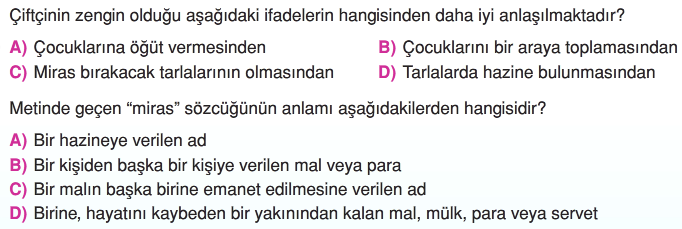 Çiftçinin zengin olduğu aşağıdaki ifadelerin hangisinden daha iyi anlaşılmaktadır?
A) Çocuklarına öğüt vermesinden B) Çocuklarını bir araya toplamasından
C) Miras bırakacak tarlalarının olmasından D) Tarlalarda hazine bulunmasından
Metinde geçen “miras” sözcüğünün anlamı aşağıdakilerden hangisidir?
A) Bir hazineye verilen ad
B) Bir kişiden başka bir kişiye verilen mal veya para
C) Bir malın başka birine emanet edilmesine verilen ad
D) Birine, hayatını kaybeden bir yakınından kalan mal, mülk, para veya servet